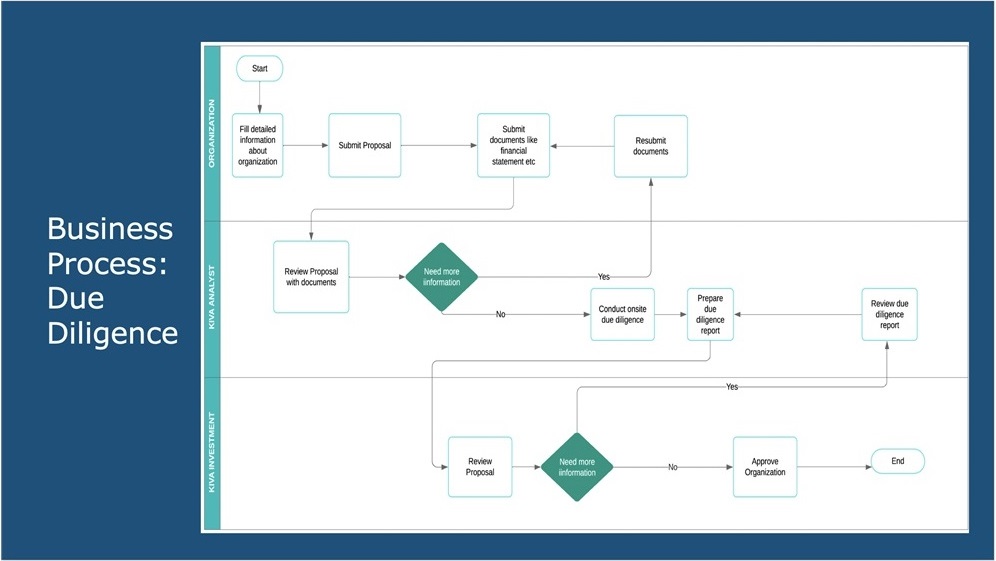 Business
Process:
Due
Diligence
ORGANIZATION
Start
Fill detailed
information
about
organization
Submit Proposal
Submit
documents like
financial
statement etc
Resubmit
documents
KIVA ANALYST
Review Proposal
with documents
Need more
iinformation
Yes
No
Conduct onsite
due diligence
Prepare
due
diligence
report
Review due
diligence
report
KIVA INVESTMENT
Yes
Review
Proposal
Need more
iinformation
No
Approve
Organization
End